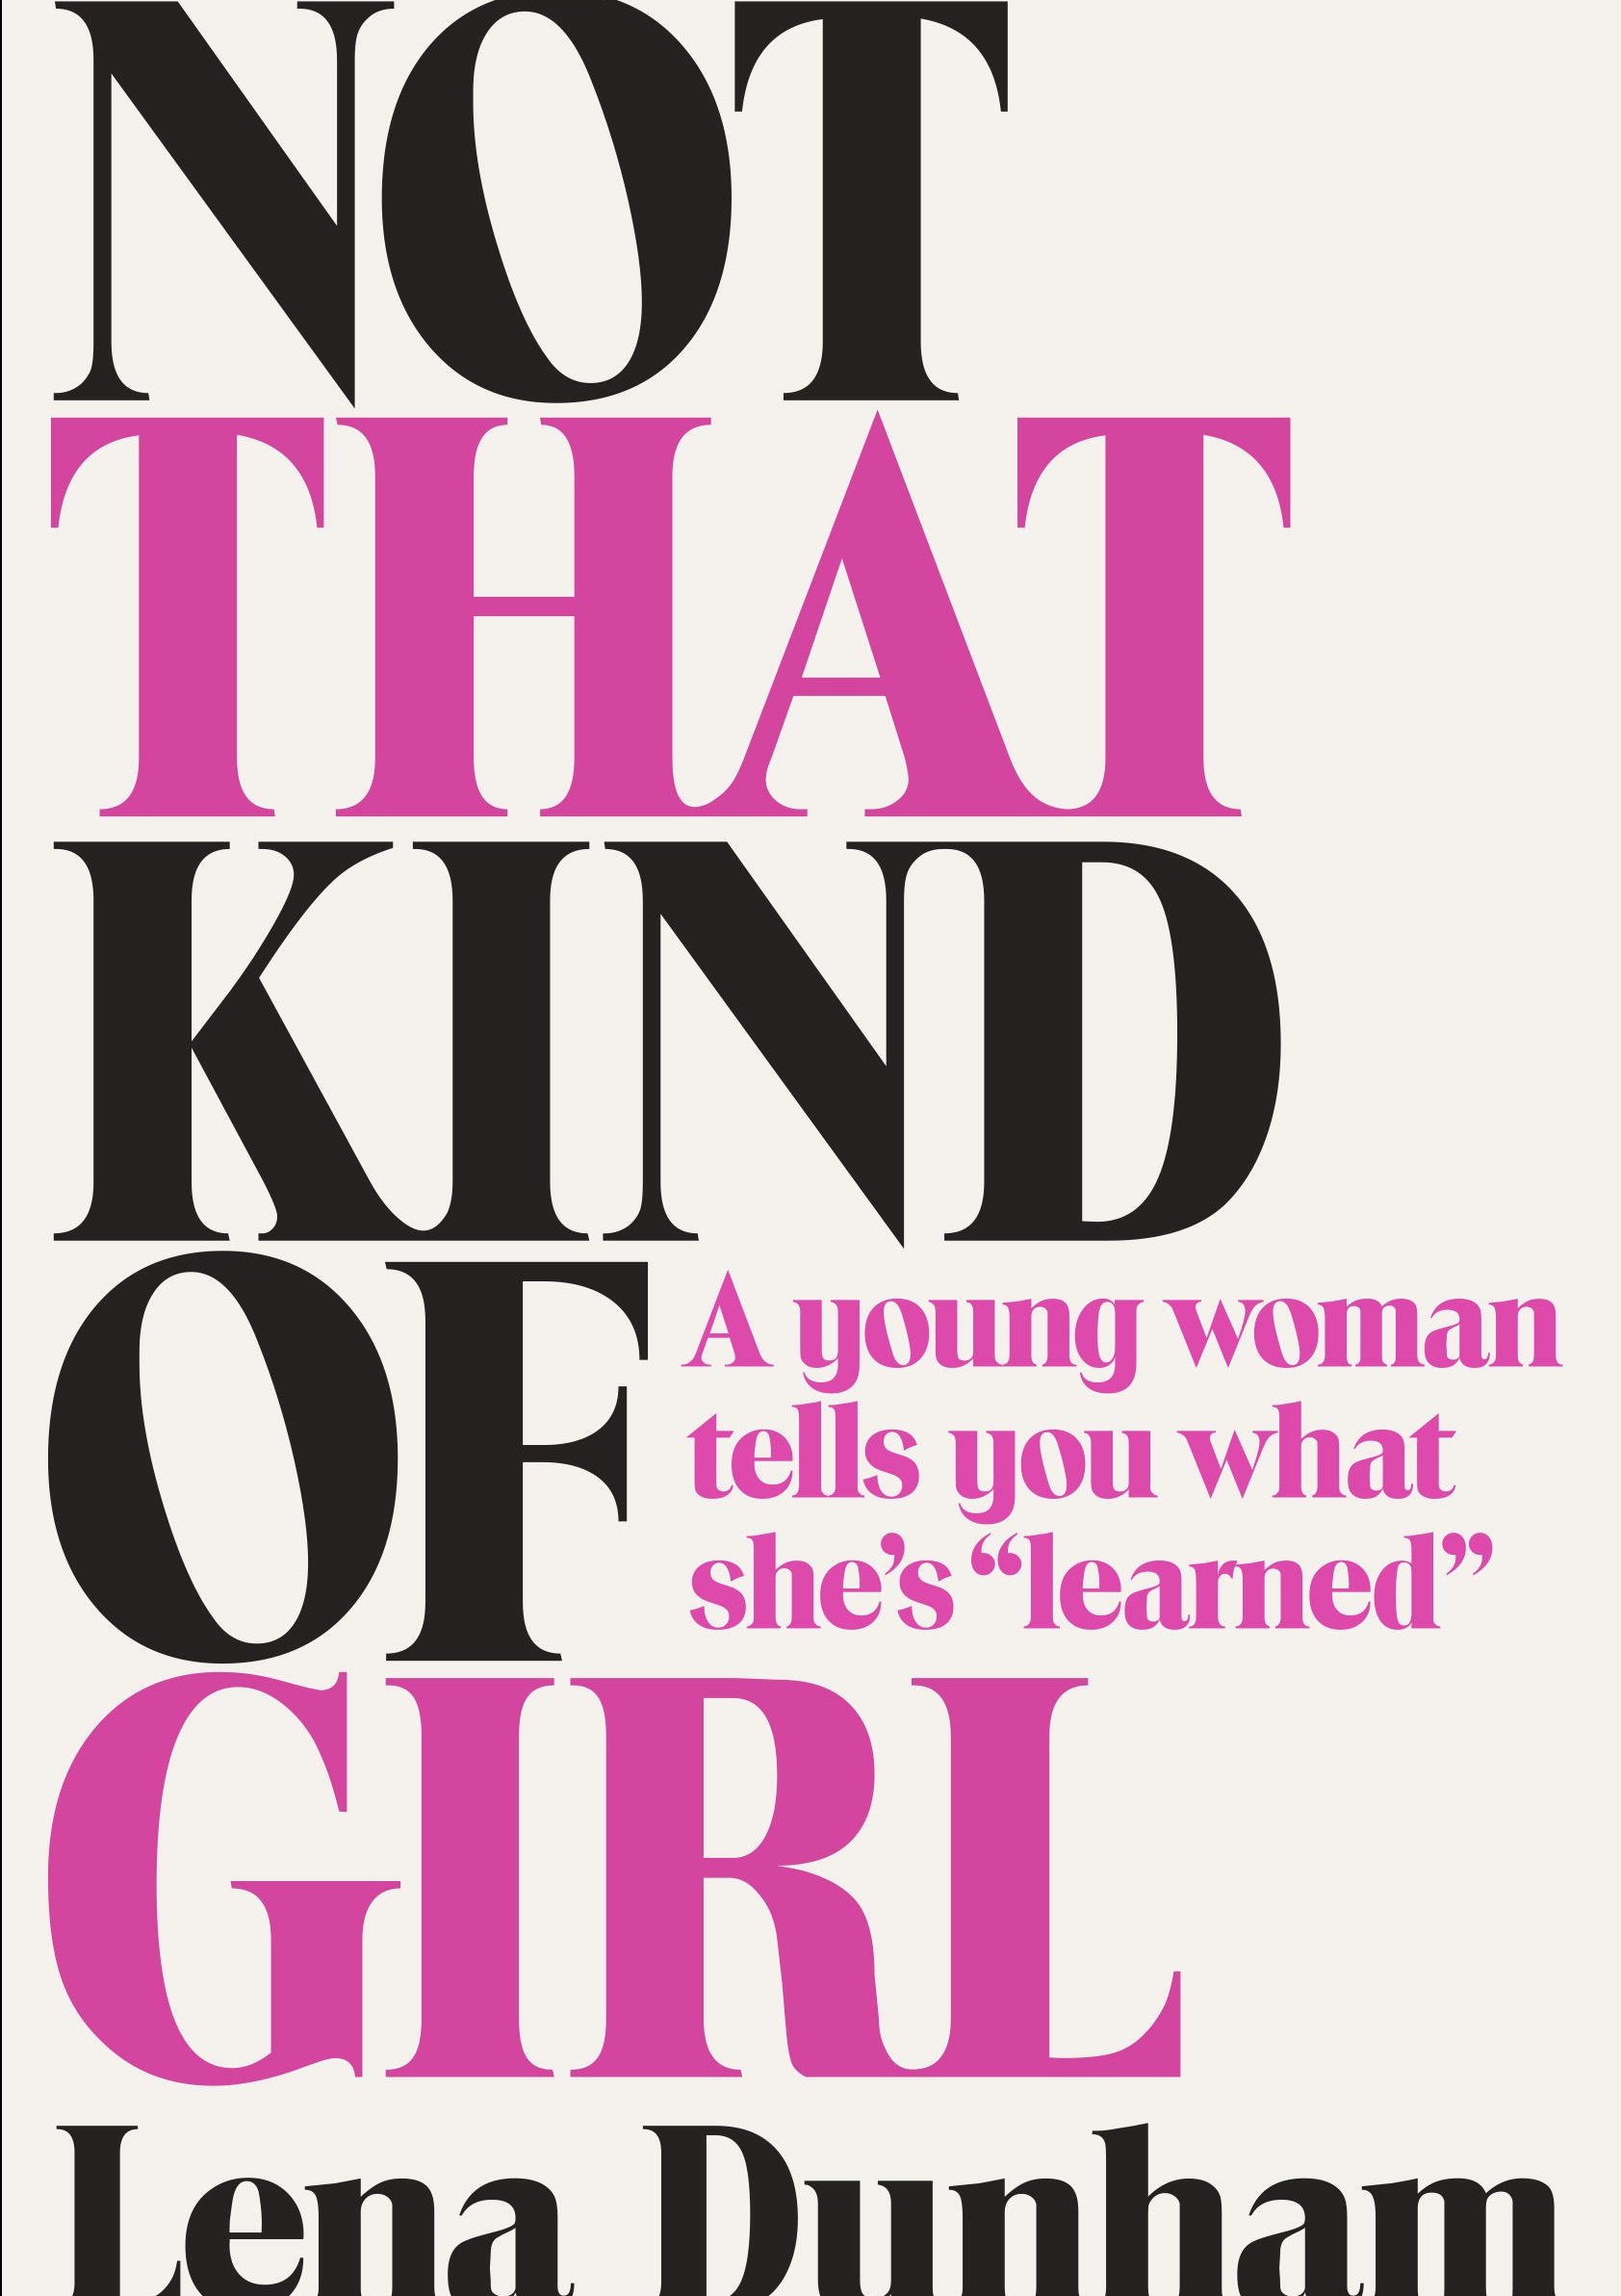 NOT
THAT
KIND
OF
A young woman
tells you what
she’s “learned”
GIRL
Lena Dunham